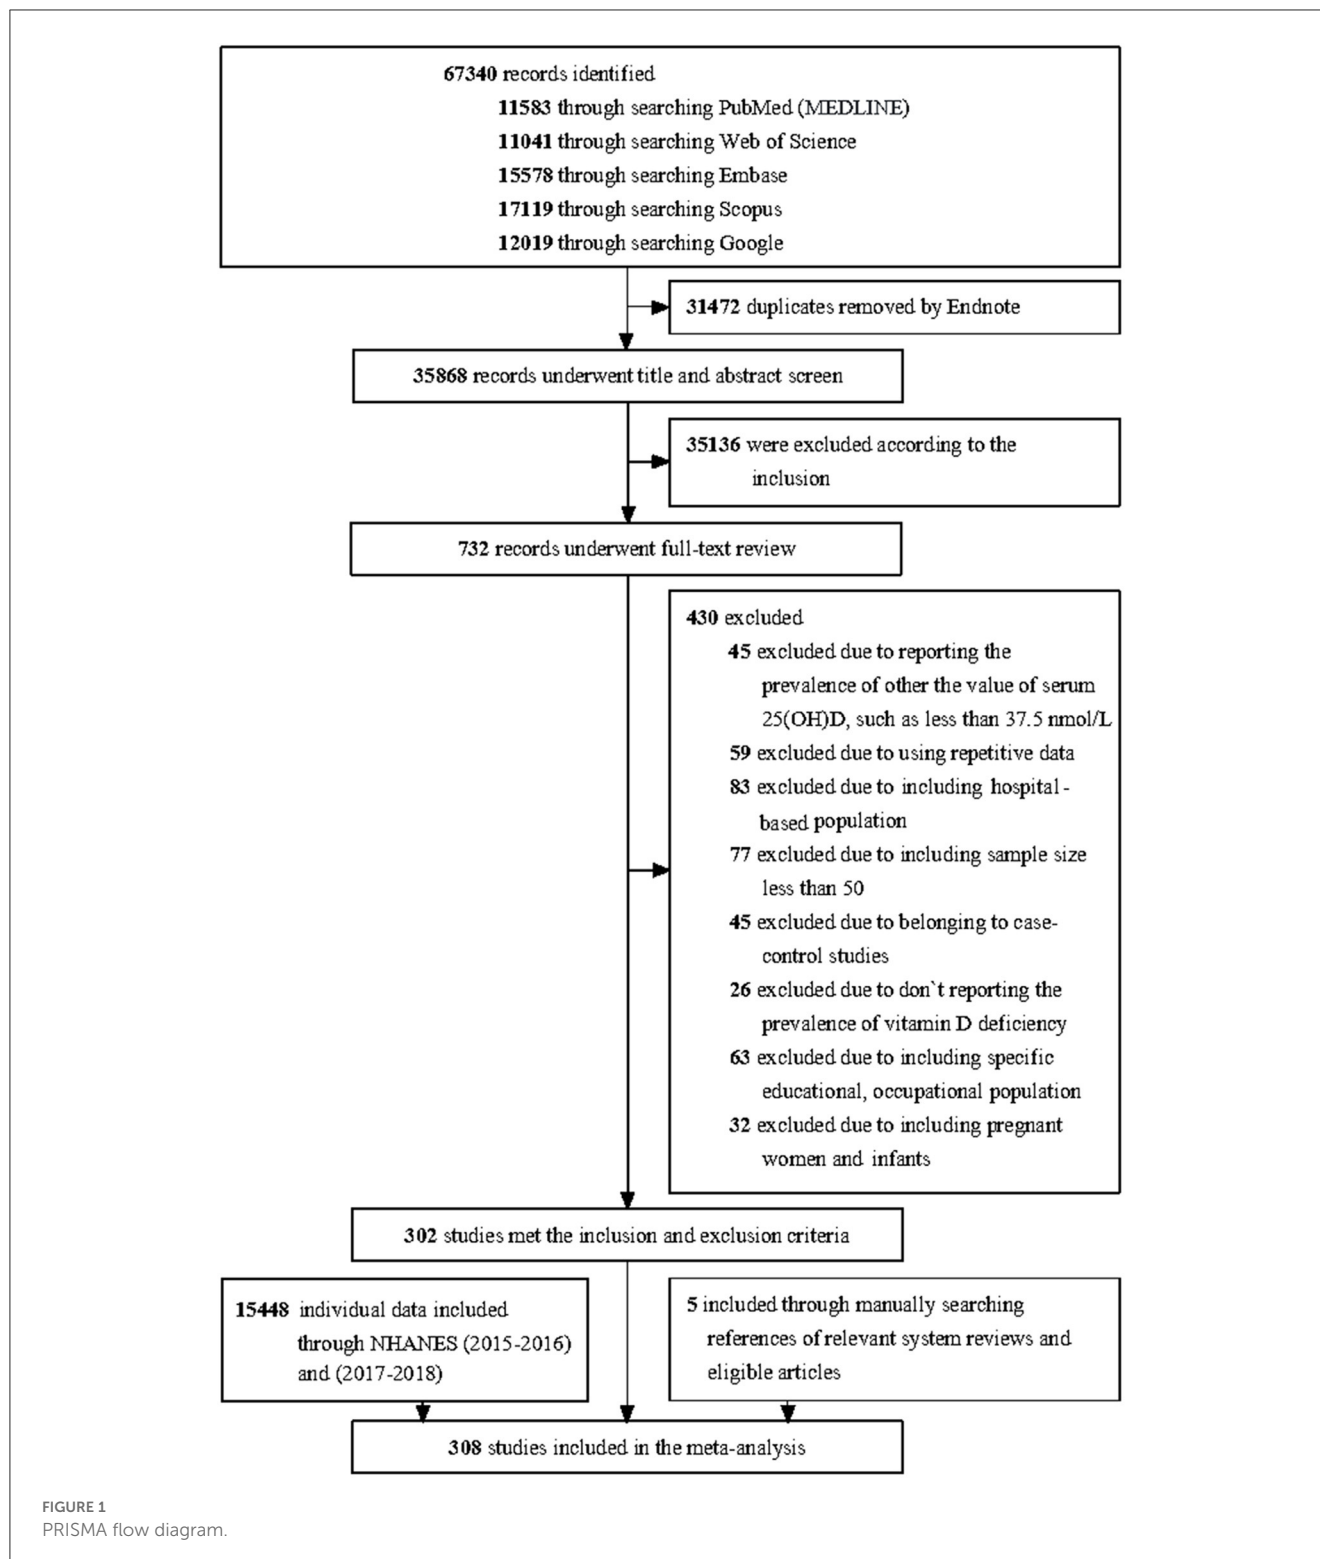 67340 records identified
11583 through searching PubMed (MEDLINE)
11041 through searching Web of Science
15578 through searching Embase
17119 through searching Scopus
12019 through searching Google
31472 duplicates removed by Endnote
35868 records underwent title and abstract screen
35136 were excluded according to the
inclusion
732 records underwent full-text review
430 excluded
45 excluded due to reporting the
prevalence of other the value of serum
25(OH)D, such as less than 37.5 nmol/L
59 excluded due to using repetitive data
83 excluded due to including hospital-
based population
77 excluded due to including sample size
less than 50
45 excluded due to belonging to case-
control studies
26 excluded due to don`t reporting the
prevalence of vitamin D deficiency
63 excluded due to including specific
educational, occupational population
32 excluded due to including pregnant
women and infants
302 studies met the inclusion and exclusion criteria
15448 individual data included
through NHANES (2015-2016)
and (2017-2018)
5 included through manually searching
references of relevant system reviews and
eligible articles
308 studies included in the meta-analysis
FIGURE 1
PRISMA flow diagram.